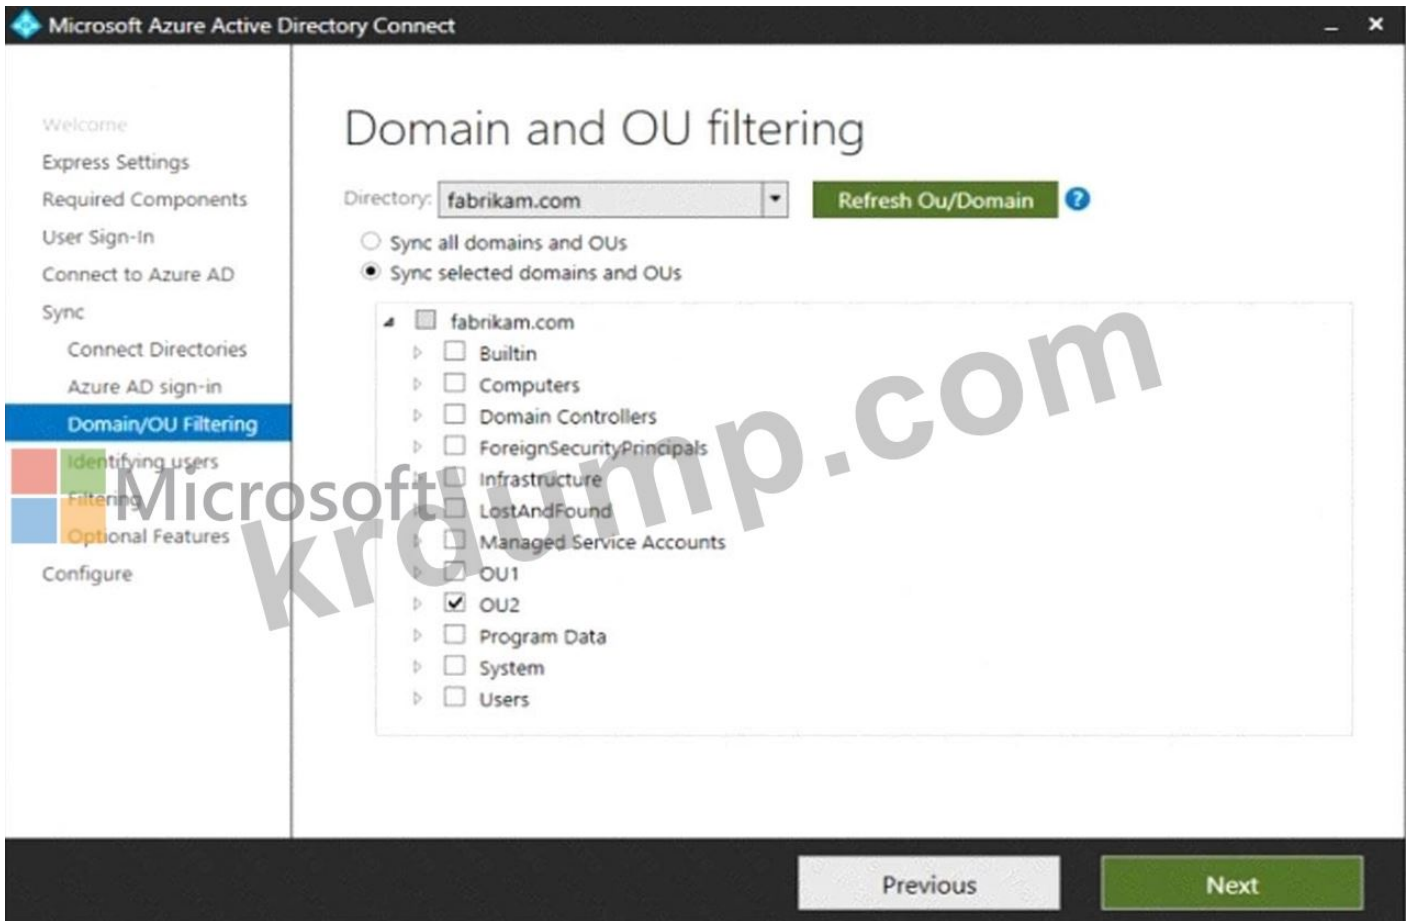 Microsoft Azure Active Directory Connect
Welcome
Express Settings
Required Components
User Sign-In
Connect to Azure AD
Sync
Connect Directories
Azure AD sign-in
Domain/OU Filtering
Identifying users
Filtering
Optional Features
Configure
Domain and OU filtering
Directory: fabrikam.com Refresh Ou/Domain ?
Sync all domains and OUs
Sync selected domains and OUs
fabrikam.com
Builtin
Computers
Domain Controllers
ForeignSecurityPrincipals
Infrastructure
LostAndFound
Managed Service Accounts
OU1
OU2
Program Data
System
Users
Previous Next
Microsoft
krdump.com